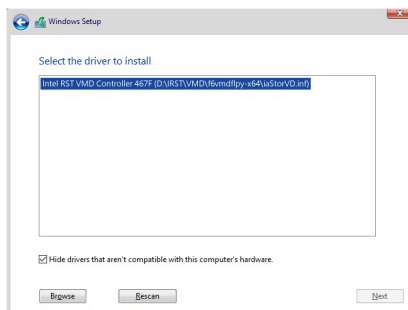 Windows Setup
Select the driver to install
Intel RST VMD Controller 467F (D:\IRST\VMD\f6vmdflpy-x64\iaStorVD.inf)
Hide drivers that aren't compatible with this computer's hardware.
Browse Rescan Next